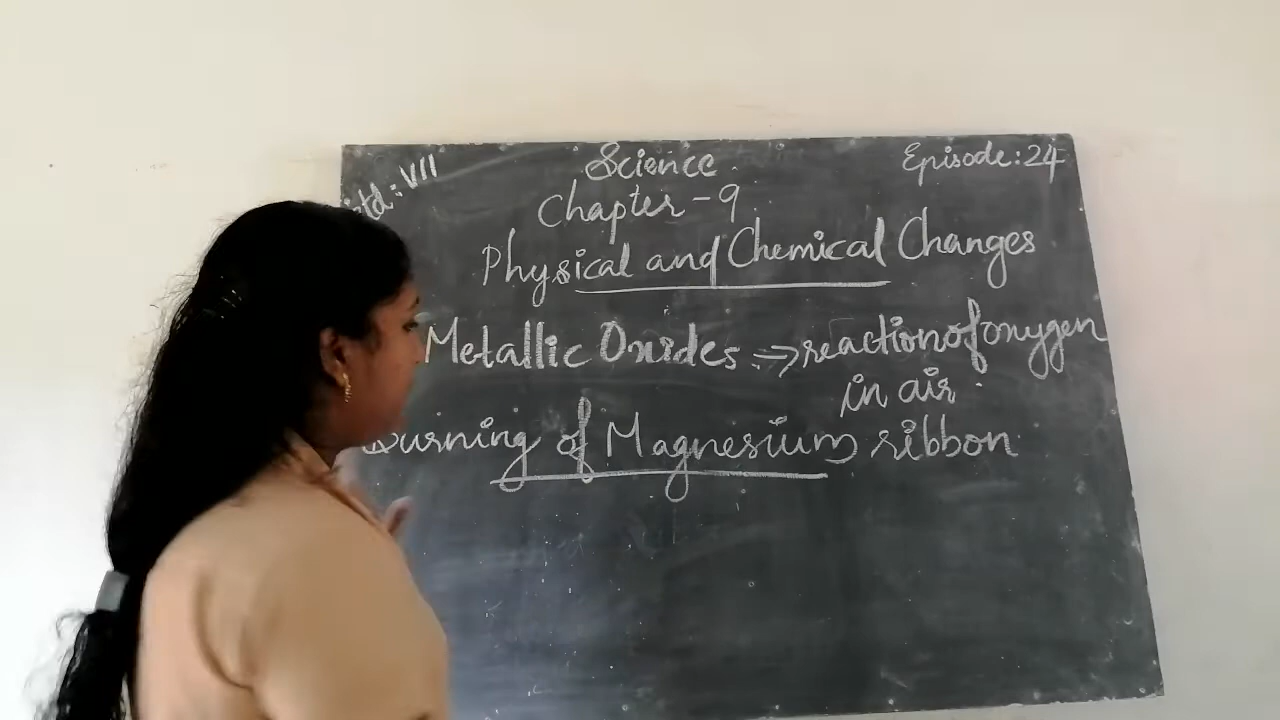 Std: VII
Science
Episode:24
Chapter-9
Physical and Chemical Changes
Metallic Oxides => reaction of oxygen
in air.
Burning of Magnesium ribbon